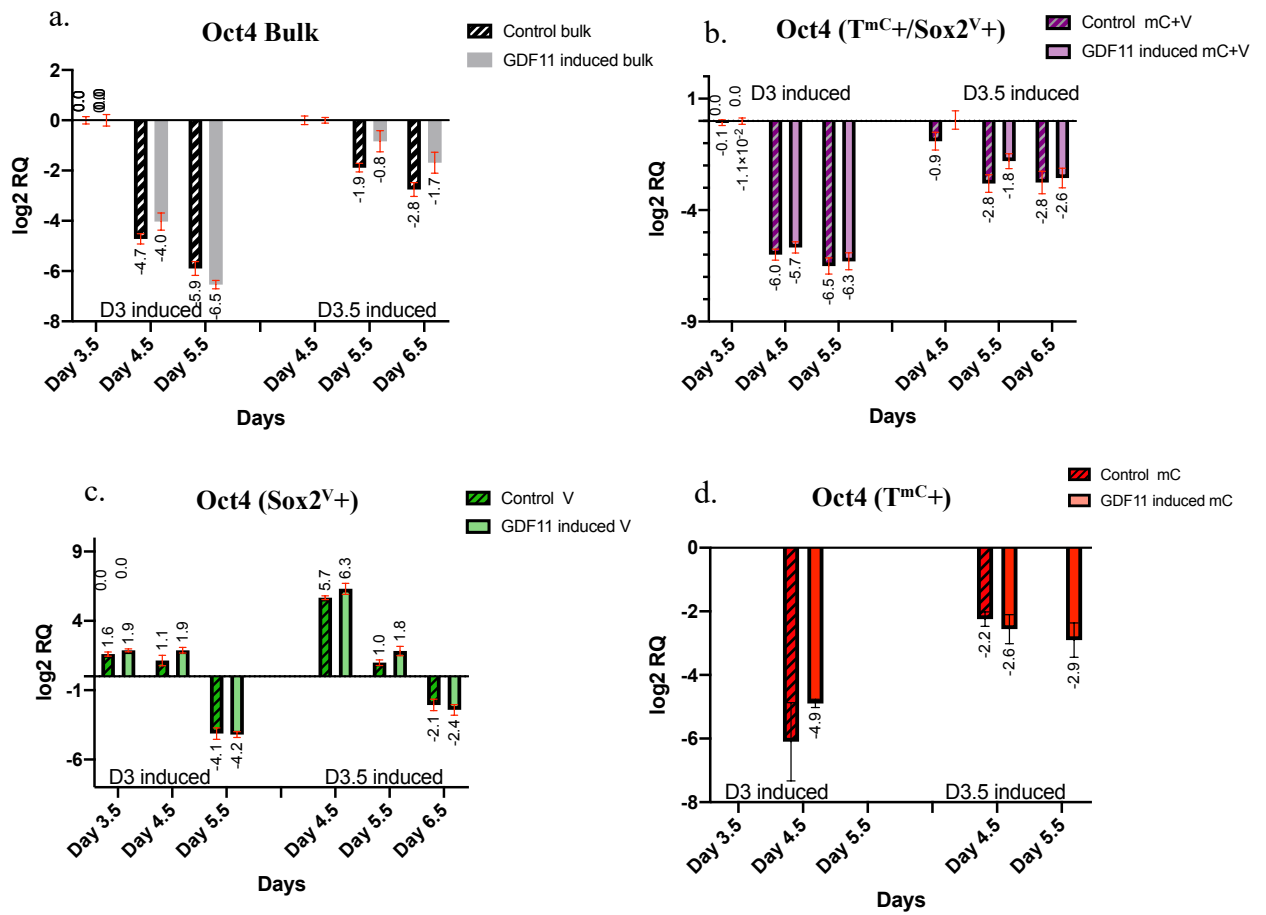 a.
Oct4 Bulk
Control bulk
GDF11 induced bulk
log2 RQ
2
0
-2
-4
-6
-8
0.0
0.0
-4.7
-4.0
-5.9
-6.5
-1.9
-0.8
-2.8
-1.7
D3 induced
D3.5 induced
Day 3.5
Day 4.5
Day 5.5
Day 4.5
Day 5.5
Day 6.5
Days
b.
Oct4 (TmC+/Sox2V+)
Control mC+V
GDF11 induced mC+V
log2 RQ
1
-4
-9
D3 induced
D3.5 induced
0.0
0.0
-0.1
-1.1×10-2
-6.0
-5.7
-6.5
-6.3
-0.9
-2.8
-1.8
-2.8
-2.6
Day 3.5
Day 4.5
Day 5.5
Day 4.5
Day 5.5
Day 6.5
Days
c.
Oct4 (Sox2V+)
Control V
GDF11 induced V
log2 RQ
9
4
-1
-6
0.0
0.0
1.6
1.9
1.1
1.9
-4.1
-4.2
5.7
6.3
1.0
1.8
-2.1
-2.4
D3 induced
D3.5 induced
Day 3.5
Day 4.5
Day 5.5
Day 4.5
Day 5.5
Day 6.5
Days
d.
Oct4 (TmC+)
Control mC
GDF11 induced mC
log2 RQ
0
-2
-4
-6
-8
-4.9
-2.2
-2.6
-2.9
D3 induced
D3.5 induced
Day 3.5
Day 4.5
Day 5.5
Day 4.5
Day 5.5
Days